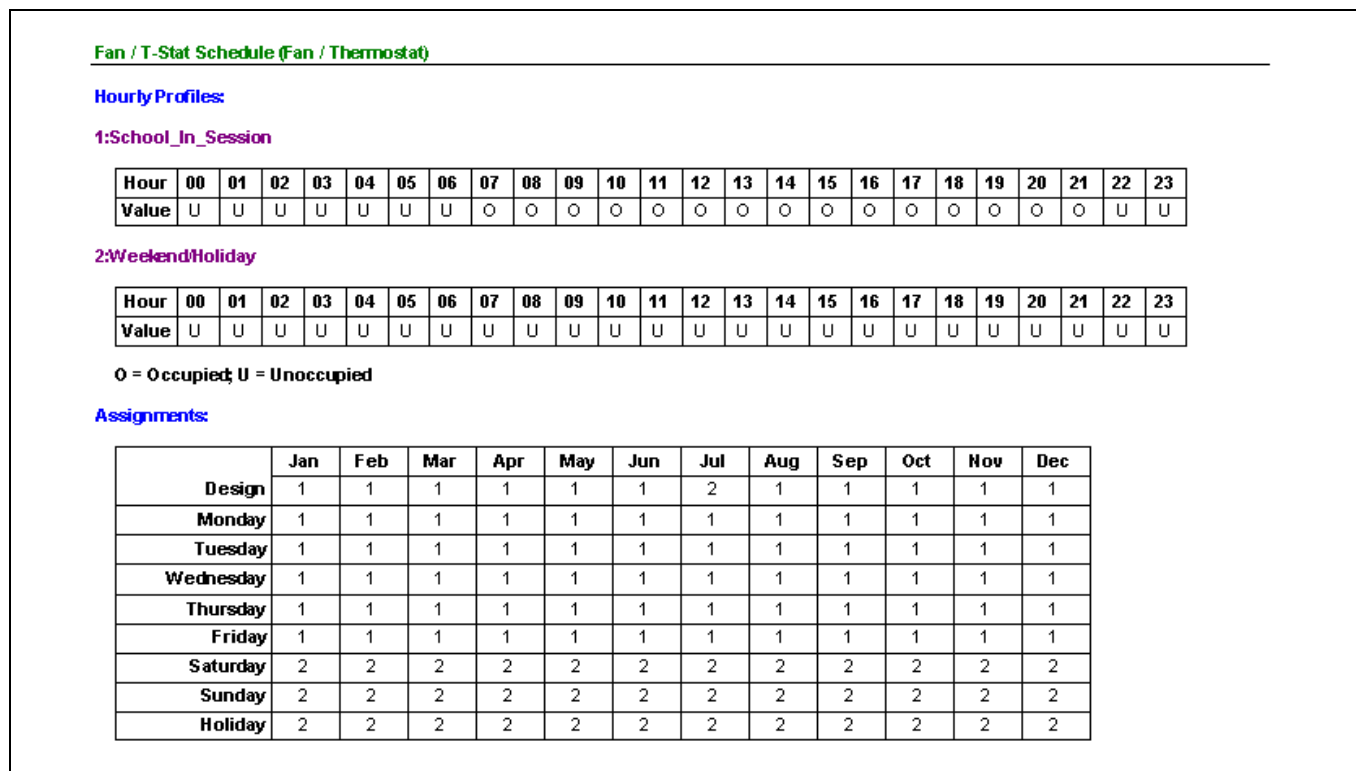 Fan / T-Stat Schedule (Fan / Thermostat)
Hourly Profiles:
1:School_In_Session
Hour 00 01 02 03 04 05 06 07 08 09 10 11 12 13 14 15 16 17 18 19 20 21 22 23
Value U U U U U U U O O O O O O O O O O O O O O O U U
2:Weekend/Holiday
Hour 00 01 02 03 04 05 06 07 08 09 10 11 12 13 14 15 16 17 18 19 20 21 22 23
Value U U U U U U U U U U U U U U U U U U U U U U U U
O = Occupied; U = Unoccupied
Assignments:
Jan Feb Mar Apr May Jun Jul Aug Sep Oct Nov Dec
Design 1 1 1 1 1 1 2 1 1 1 1 1
Monday 1 1 1 1 1 1 1 1 1 1 1 1
Tuesday 1 1 1 1 1 1 1 1 1 1 1 1
Wednesday 1 1 1 1 1 1 1 1 1 1 1 1
Thursday 1 1 1 1 1 1 1 1 1 1 1 1
Friday 1 1 1 1 1 1 1 1 1 1 1 1
Saturday 2 2 2 2 2 2 2 2 2 2 2 2
Sunday 2 2 2 2 2 2 2 2 2 2 2 2
Holiday 2 2 2 2 2 2 2 2 2 2 2 2